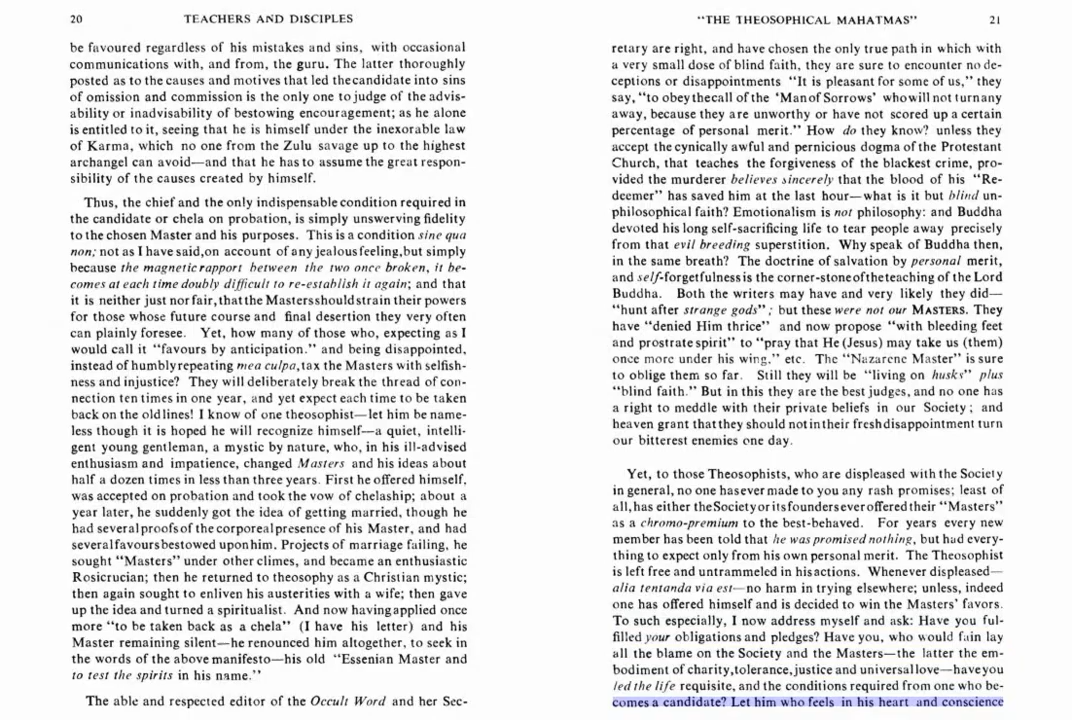 20 TEACHERS AND DISCIPLES
be favoured regardless of his mistakes and sins, with occasional
communications with, and from, the guru. The latter thoroughly
posted as to the causes and motives that led the candidate into sins
of omission and commission is the only one to judge of the advis-
ability or inadvisability of bestowing encouragement; as he alone
is entitled to it, seeing that he is himself under the inexorable law
of Karma, which no one from the Zulu savage up to the highest
archangel can avoid—and that he has to assume the great respon-
sibility of the causes created by himself.
Thus, the chief and the only indispensable condition required in
the candidate or chela on probation, is simply unswerving fidelity
to the chosen Master and his purposes. This is a condition sine qua
non; not as I have said, on account of any jealous feeling, but simply
because the magnetic rapport between the two once broken, it be-
comes at each time doubly difficult to re-establish it again; and that
it is neither just nor fair, that the Masters should strain their powers
for those whose future course and final desertion they very often
can plainly foresee. Yet, how many of those who, expecting as I
would call it "favours by anticipation." and being disappointed,
instead of humbly repeating mea culpa, tax the Masters with selfish-
ness and injustice? They will deliberately break the thread of con-
nection ten times in one year, and yet expect each time to be taken
back on the old lines! I know of one theosophist—let him be name-
less though it is hoped he will recognize himself—a quiet, intelli-
gent young gentleman, a mystic by nature, who, in his ill-advised
enthusiasm and impatience, changed Masters and his ideas about
half a dozen times in less than three years. First he offered himself,
was accepted on probation and took the vow of chelaship; about a
year later, he suddenly got the idea of getting married, though he
had several proofs of the corporeal presence of his Master, and had
several favours bestowed upon him. Projects of marriage failing, he
sought "Masters" under other climes, and became an enthusiastic
Rosicrucian; then he returned to theosophy as a Christian mystic;
then again sought to enliven his austerities with a wife; then gave
up the idea and turned a spiritualist. And now having applied once
more "to be taken back as a chela" (I have his letter) and his
Master remaining silent—he renounced him altogether, to seek in
the words of the above manifesto—his old "Essenian Master and
to test the spirits in his name."
The able and respected editor of the Occult Word and her Sec-
"THE THEOSOPHICAL MAHATMAS" 21
retary are right, and have chosen the only true path in which with
a very small dose of blind faith, they are sure to encounter no de-
ceptions or disappointments "It is pleasant for some of us," they
say, "to obey the call of the 'Man of Sorrows' who will not turn any
away, because they are unworthy or have not scored up a certain
percentage of personal merit." How do they know? unless they
accept the cynically awful and pernicious dogma of the Protestant
Church, that teaches the forgiveness of the blackest crime, pro-
vided the murderer believes sincerely that the blood of his "Re-
deemer" has saved him at the last hour—what is it but blind un-
philosophical faith? Emotionalism is not philosophy: and Buddha
devoted his long self-sacrificing life to tear people away precisely
from that evil breeding superstition. Why speak of Buddha then,
in the same breath? The doctrine of salvation by personal merit,
and self-forgetfulness is the corner-stone of the teaching of the Lord
Buddha. Both the writers may have and very likely they did—
"hunt after strange gods"; but these were not our MASTERS. They
have "denied Him thrice" and now propose "with bleeding feet
and prostrate spirit" to "pray that He (Jesus) may take us (them)
once more under his wing," etc. The "Nazarene Master" is sure
to oblige them so far. Still they will be "living on husks" plus
"blind faith." But in this they are the best judges, and no one has
a right to meddle with their private beliefs in our Society; and
heaven grant that they should not in their fresh disappointment turn
our bitterest enemies one day.
Yet, to those Theosophists, who are displeased with the Society
in general, no one has ever made to you any rash promises; least of
all, has either the Society or its founders ever offered their "Masters"
as a chromo-premium to the best-behaved. For years every new
member has been told that he was promised nothing, but had every-
thing to expect only from his own personal merit. The Theosophist
is left free and untrammeled in his actions. Whenever displeased—
alia tentanda via est—no harm in trying elsewhere; unless, indeed
one has offered himself and is decided to win the Masters' favors.
To such especially, I now address myself and ask: Have you ful-
filled your obligations and pledges? Have you, who would fain lay
all the blame on the Society and the Masters—the latter the em-
bodiment of charity, tolerance, justice and universal love—have you
led the life requisite, and the conditions required from one who be-
comes a candidate? Let him who feels in his heart and conscience